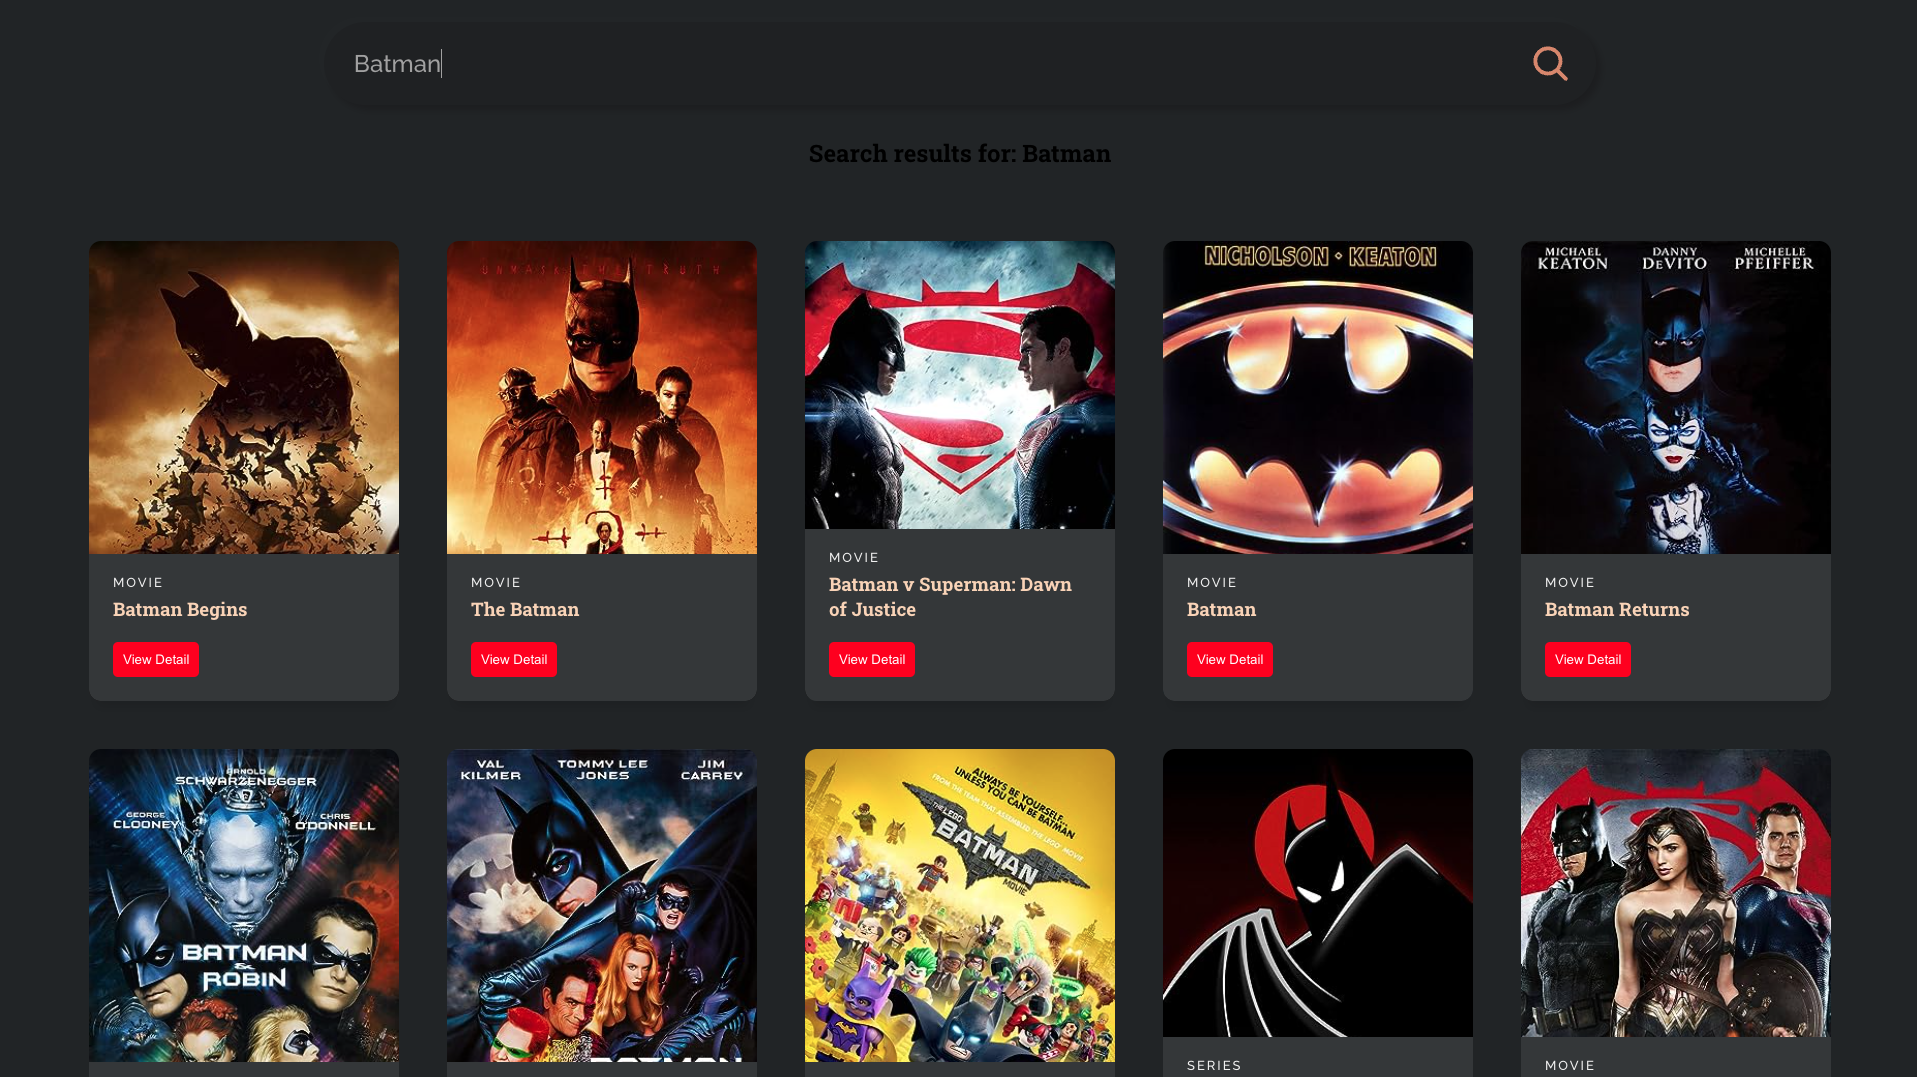 Batman
Search results for: Batman
UNMASK THE TRUTH
NICHOLSON • KEATON
MICHAEL KEATON
DANNY DeVITO
MICHELLE PFEIFFER
MOVIE
Batman Begins
View Detail
MOVIE
The Batman
View Detail
MOVIE
Batman v Superman: Dawn
of Justice
View Detail
MOVIE
Batman
View Detail
MOVIE
Batman Returns
View Detail
ARNOLD
SCHWARZENEGGER
GEORGE
CLOONEY
CHRIS
O'DONNELL
BATMAN
&
ROBIN
VAL
KILMER
TOMMY LEE
JONES
JIM
CARREY
BATMAN
ALWAYS BE YOURSELF...
UNLESS YOU CAN BE BATMAN
FROM THE TEAM THAT ASSEMBLED THE LEGO MOVIE
THE LEGO
BATMAN
MOVIE
SERIES
MOVIE